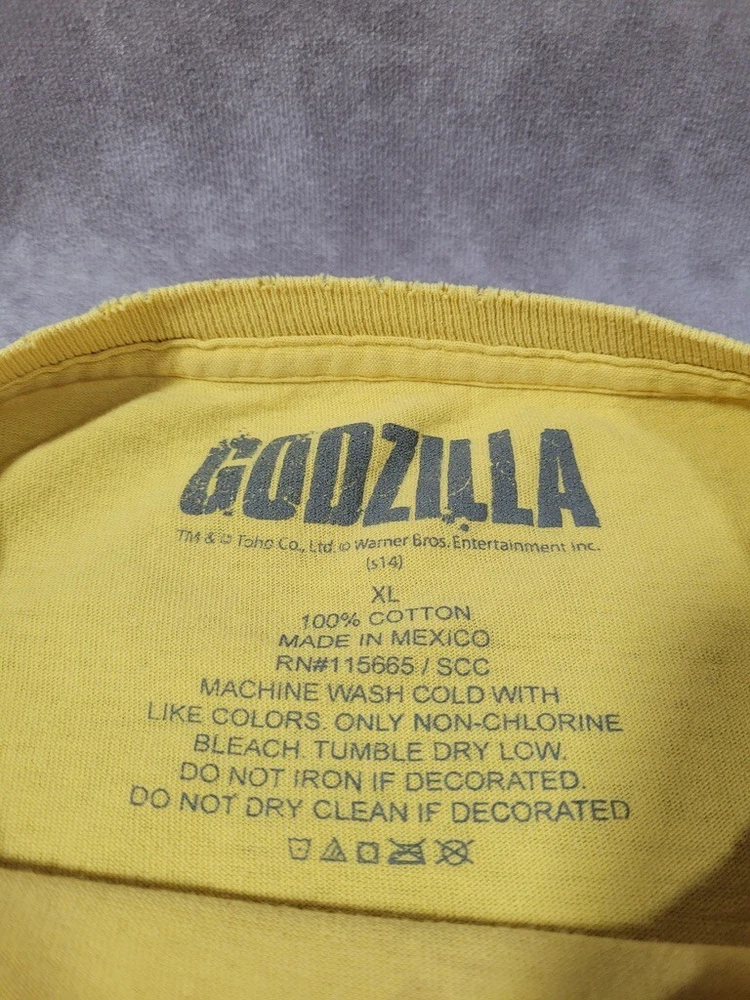 GODZILLA
TM & © Toho Co., Ltd. © Warner Bros. Entertainment Inc.
(s14)
XL
100% COTTON
MADE IN MEXICO
RN#115665 / SCC
MACHINE WASH COLD WITH
LIKE COLORS. ONLY NON-CHLORINE
BLEACH. TUMBLE DRY LOW.
DO NOT IRON IF DECORATED.
DO NOT DRY CLEAN IF DECORATED